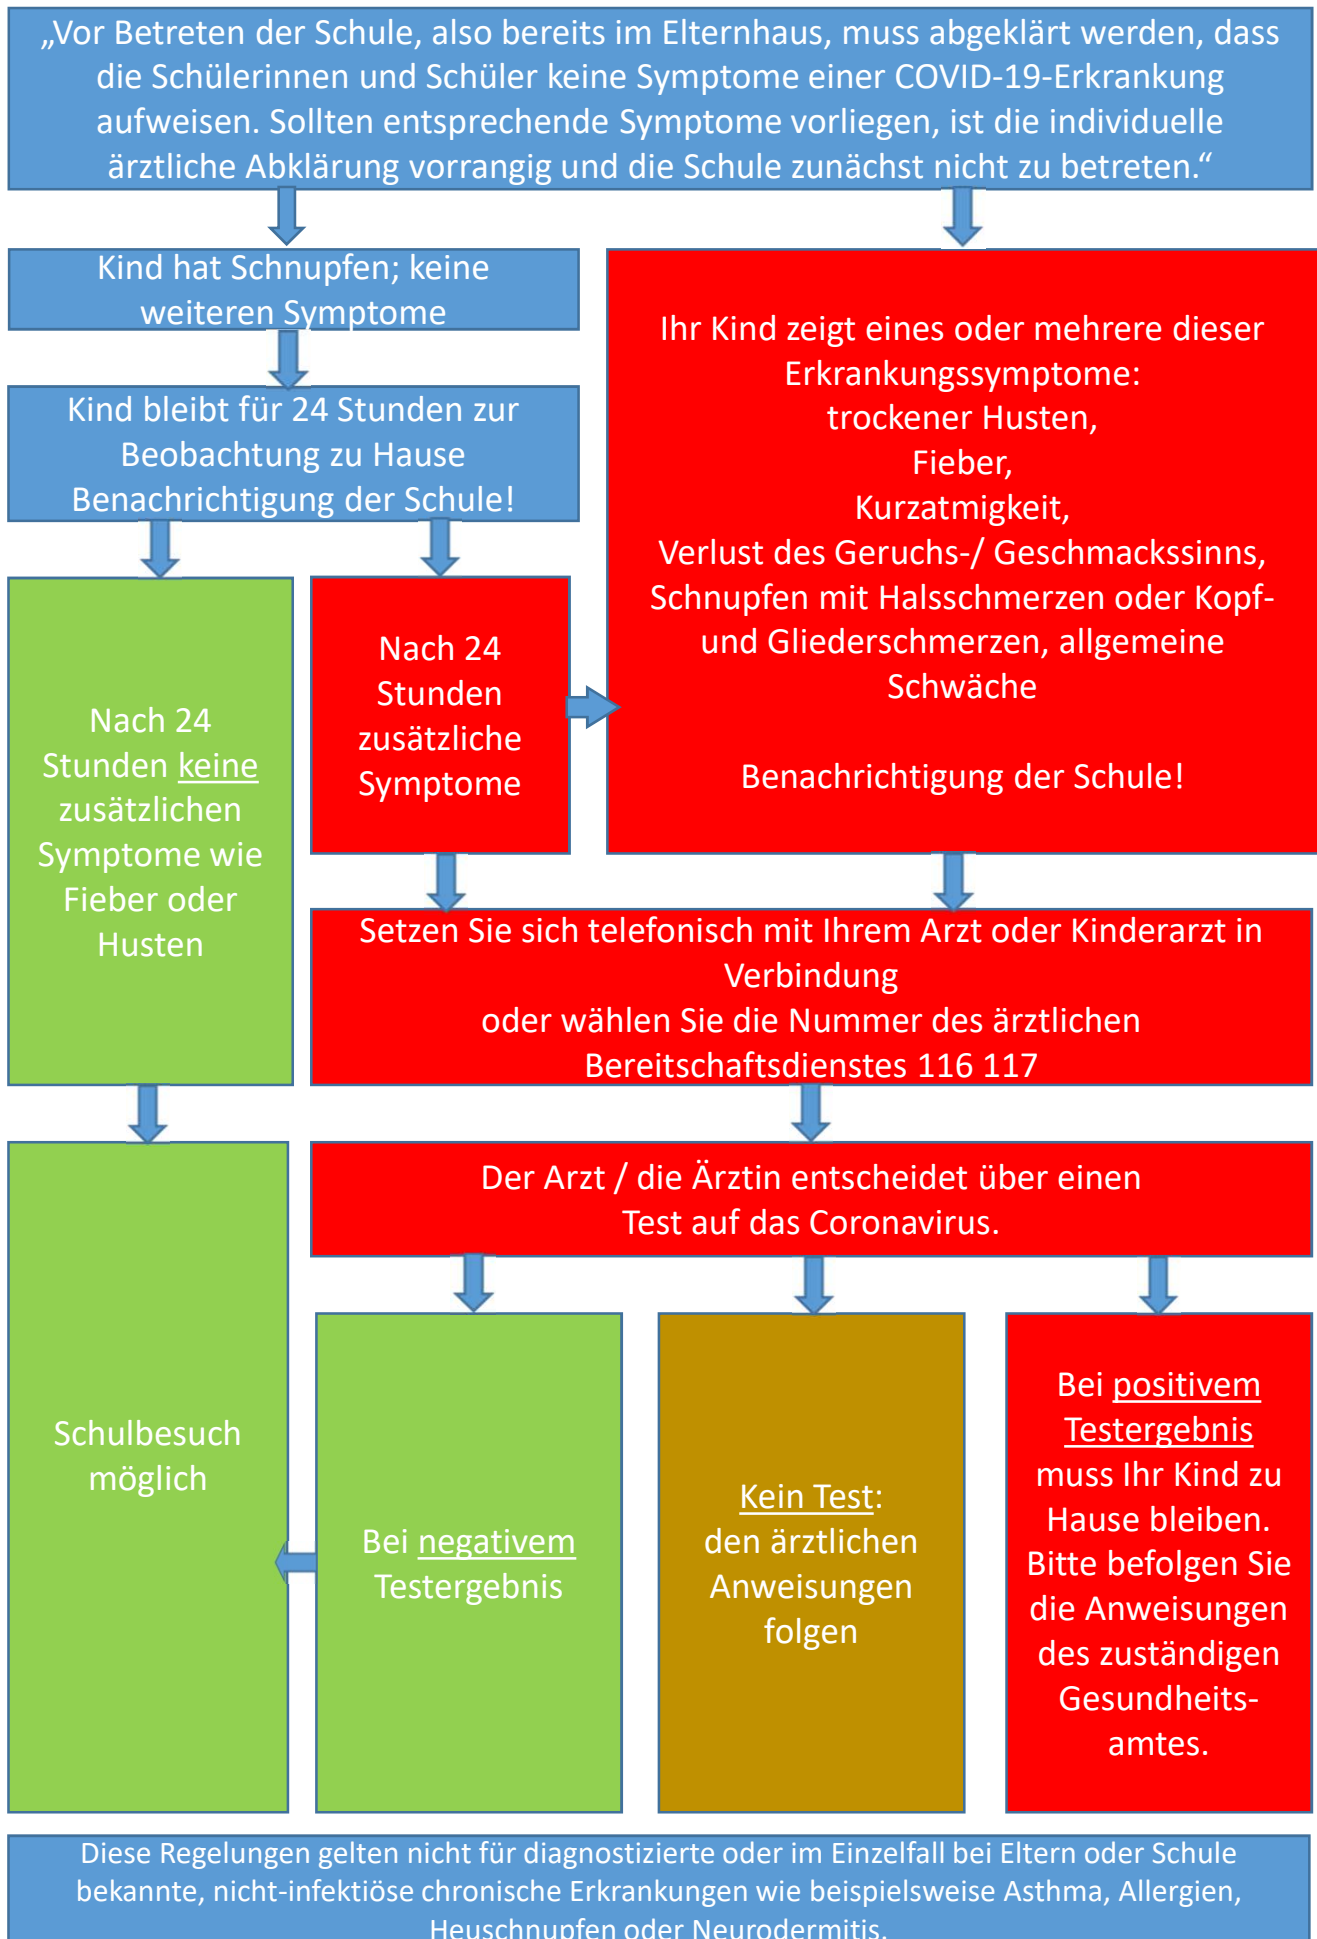 „Vor Betreten der Schule, also bereits im Elternhaus, muss abgeklärt werden, dass
die Schülerinnen und Schüler keine Symptome einer COVID-19-Erkrankung
aufweisen. Sollten entsprechende Symptome vorliegen, ist die individuelle
ärztliche Abklärung vorrangig und die Schule zunächst nicht zu betreten.“
Kind hat Schnupfen; keine
weiteren Symptome
Kind bleibt für 24 Stunden zur
Beobachtung zu Hause
Benachrichtigung der Schule!
Nach 24
Stunden keine
zusätzlichen
Symptome wie
Fieber oder
Husten
Nach 24
Stunden
zusätzliche
Symptome
Ihr Kind zeigt eines oder mehrere dieser
Erkrankungssymptome:
trockener Husten,
Fieber,
Kurzatmigkeit,
Verlust des Geruchs-/ Geschmackssinns,
Schnupfen mit Halsschmerzen oder Kopf-
und Gliederschmerzen, allgemeine
Schwäche
Benachrichtigung der Schule!
Setzen Sie sich telefonisch mit Ihrem Arzt oder Kinderarzt in
Verbindung
oder wählen Sie die Nummer des ärztlichen
Bereitschaftsdienstes 116 117
Der Arzt / die Ärztin entscheidet über einen
Test auf das Coronavirus.
Schulbesuch
möglich
Bei negativem
Testergebnis
Kein Test:
den ärztlichen
Anweisungen
folgen
Bei positivem
Testergebnis
muss Ihr Kind zu
Hause bleiben.
Bitte befolgen Sie
die Anweisungen
des zuständigen
Gesundheits-
amtes.
Diese Regelungen gelten nicht für diagnostizierte oder im Einzelfall bei Eltern oder Schule
bekannte, nicht-infektiöse chronische Erkrankungen wie beispielsweise Asthma, Allergien,
Heuschnupfen oder Neurodermitis.